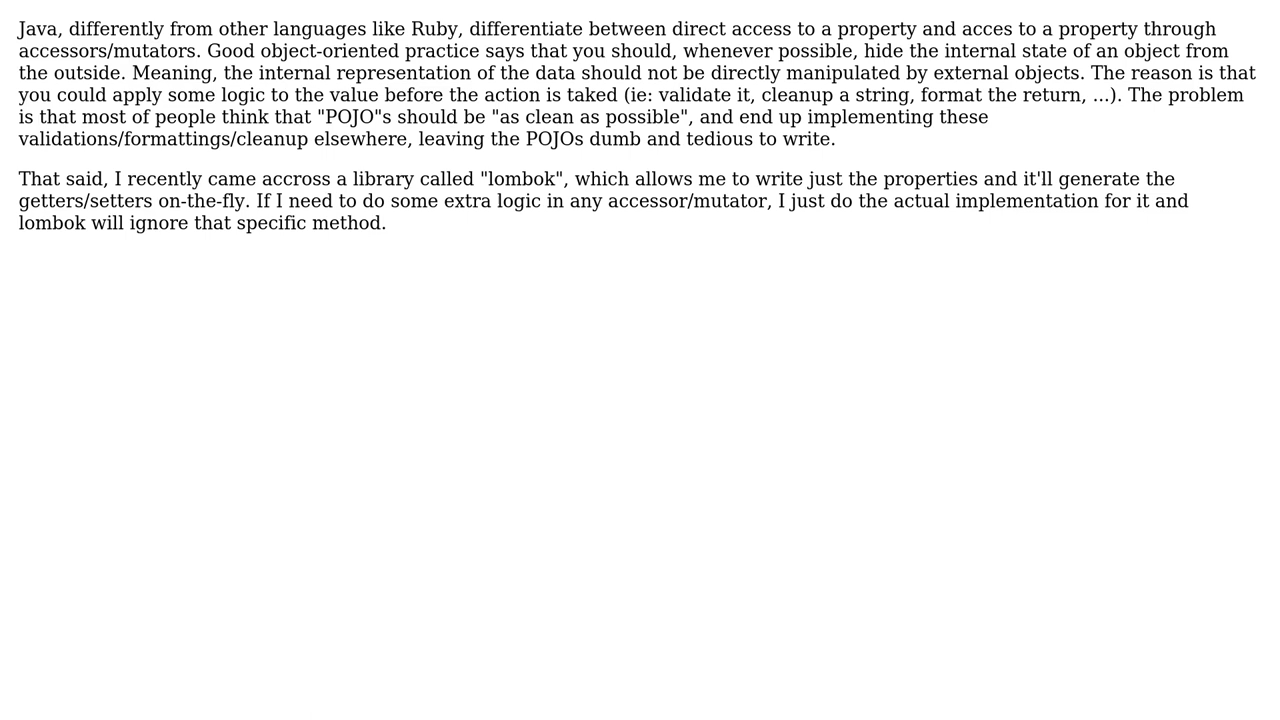 Java, differently from other languages like Ruby, differentiate between direct access to a property and acces to a property through
accessors/mutators. Good object-oriented practice says that you should, whenever possible, hide the internal state of an object from
the outside. Meaning, the internal representation of the data should not be directly manipulated by external objects. The reason is that
you could apply some logic to the value before the action is taked (ie: validate it, cleanup a string, format the return, ...). The problem
is that most of people think that "POJO"s should be "as clean as possible", and end up implementing these
validations/formattings/cleanup elsewhere, leaving the POJOs dumb and tedious to write.
That said, I recently came accross a library called "lombok", which allows me to write just the properties and it'll generate the
getters/setters on-the-fly. If I need to do some extra logic in any accessor/mutator, I just do the actual implementation for it and
lombok will ignore that specific method.